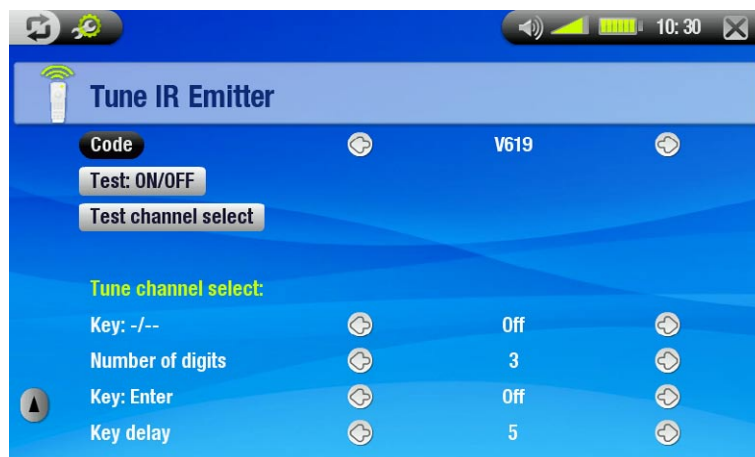 10:30
Tune IR Emitter
Code V619
Test: ON/OFF
Test channel select
Tune channel select:
Key: -/-- Off
Number of digits 3
Key: Enter Off
Key delay 5